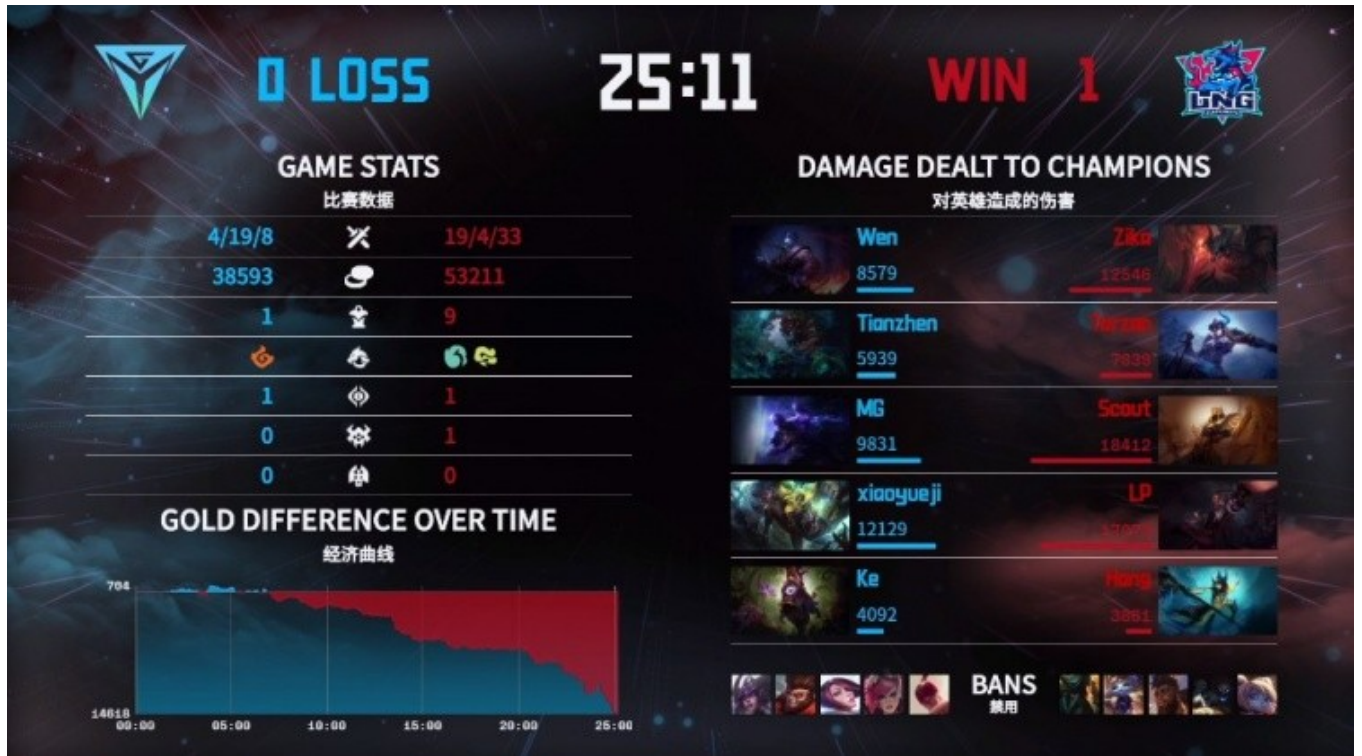 0 LOSS
25:11
WIN 1
LNG
GAME STATS
比赛数据
4/19/8 19/4/33
38593 53211
1 9
1 1
0 1
0 0
GOLD DIFFERENCE OVER TIME
经济曲线
704
14618
00:00 05:00 10:00 15:00 20:00 25:00
DAMAGE DEALT TO CHAMPIONS
对英雄造成的伤害
Wen Zika
8579 12546
Tianzhen Tarzan
5939 7839
MG Scout
9831 18412
xiaoyueji LP
12129
Ke Hang
4092
BANS
禁用